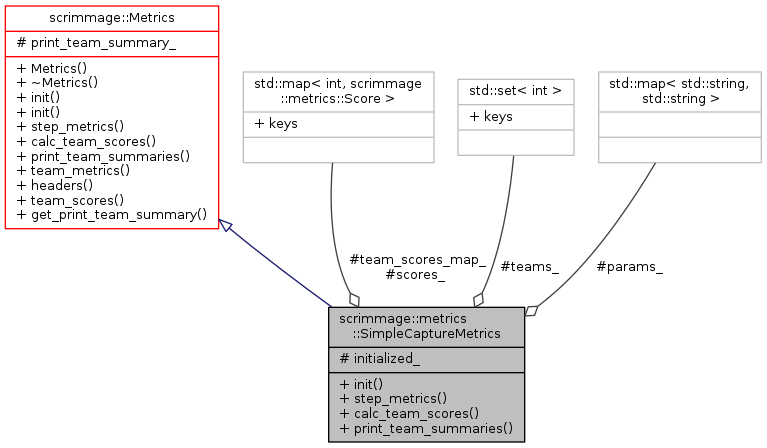 scrimmage::Metrics
# print_team_summary_
+ Metrics()
+ ~Metrics()
+ init()
+ init()
+ step_metrics()
+ calc_team_scores()
+ print_team_summaries()
+ team_metrics()
+ headers()
+ team_scores()
+ get_print_team_summary()
std::map< int, scrimmage
::metrics::Score >
+ keys
std::set< int >
+ keys
std::map< std::string,
std::string >
#team_scores_map_
#scores_
#teams_
#params_
scrimmage::metrics
::SimpleCaptureMetrics
# initialized_
+ init()
+ step_metrics()
+ calc_team_scores()
+ print_team_summaries()